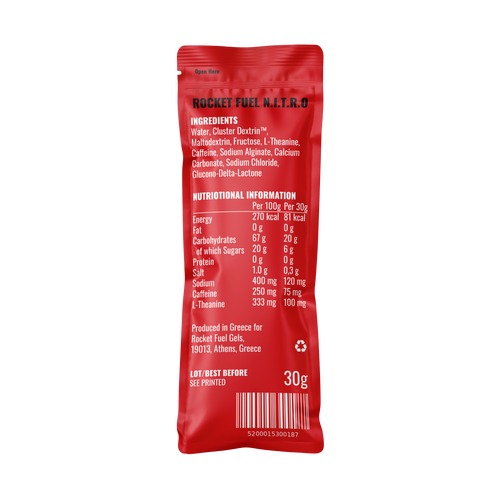 Open Here
ROCKET FUEL N.I.T.R.O
INGREDIENTS
Water, Cluster Dextrin™,
Maltodextrin, Fructose, L-Theanine,
Caffeine, Sodium Alginate, Calcium
Carbonate, Sodium Chloride,
Glucono-Delta-Lactone
NUTRIOTIONAL INFORMATION
Per 100g Per 30g
Energy 270 kcal 81 kcal
Fat 0 g 0 g
Carbohydrates 67 g 20 g
of which Sugars 20 g 6 g
Protein 0 g 0 g
Salt 1.0 g 0,3 g
Sodium 400 mg 120 mg
Caffeine 250 mg 75 mg
L-Theanine 333 mg 100 mg
Produced in Greece for
Rocket Fuel Gels,
19013, Athens, Greece
LOT/BEST BEFORE
SEE PRINTED
30g
5200015300187